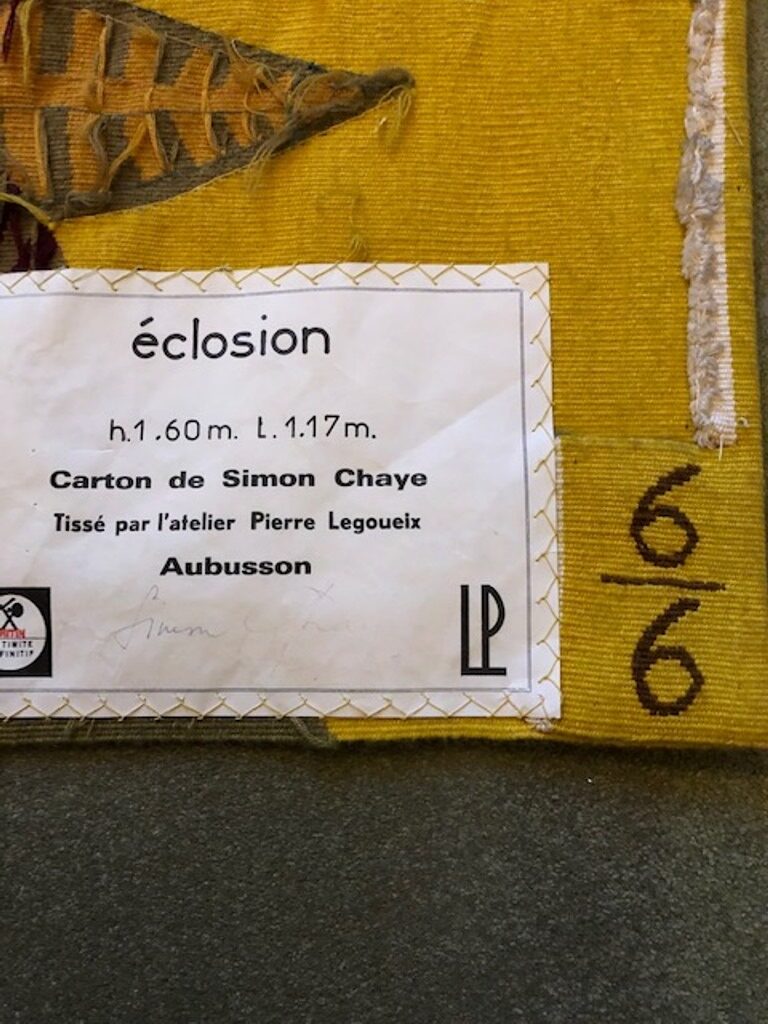 éclosion
h.1.60m. L.1.17m.
Carton de Simon Chaye
Tissé par l'atelier Pierre Legoueix
Aubusson
LP
6
6